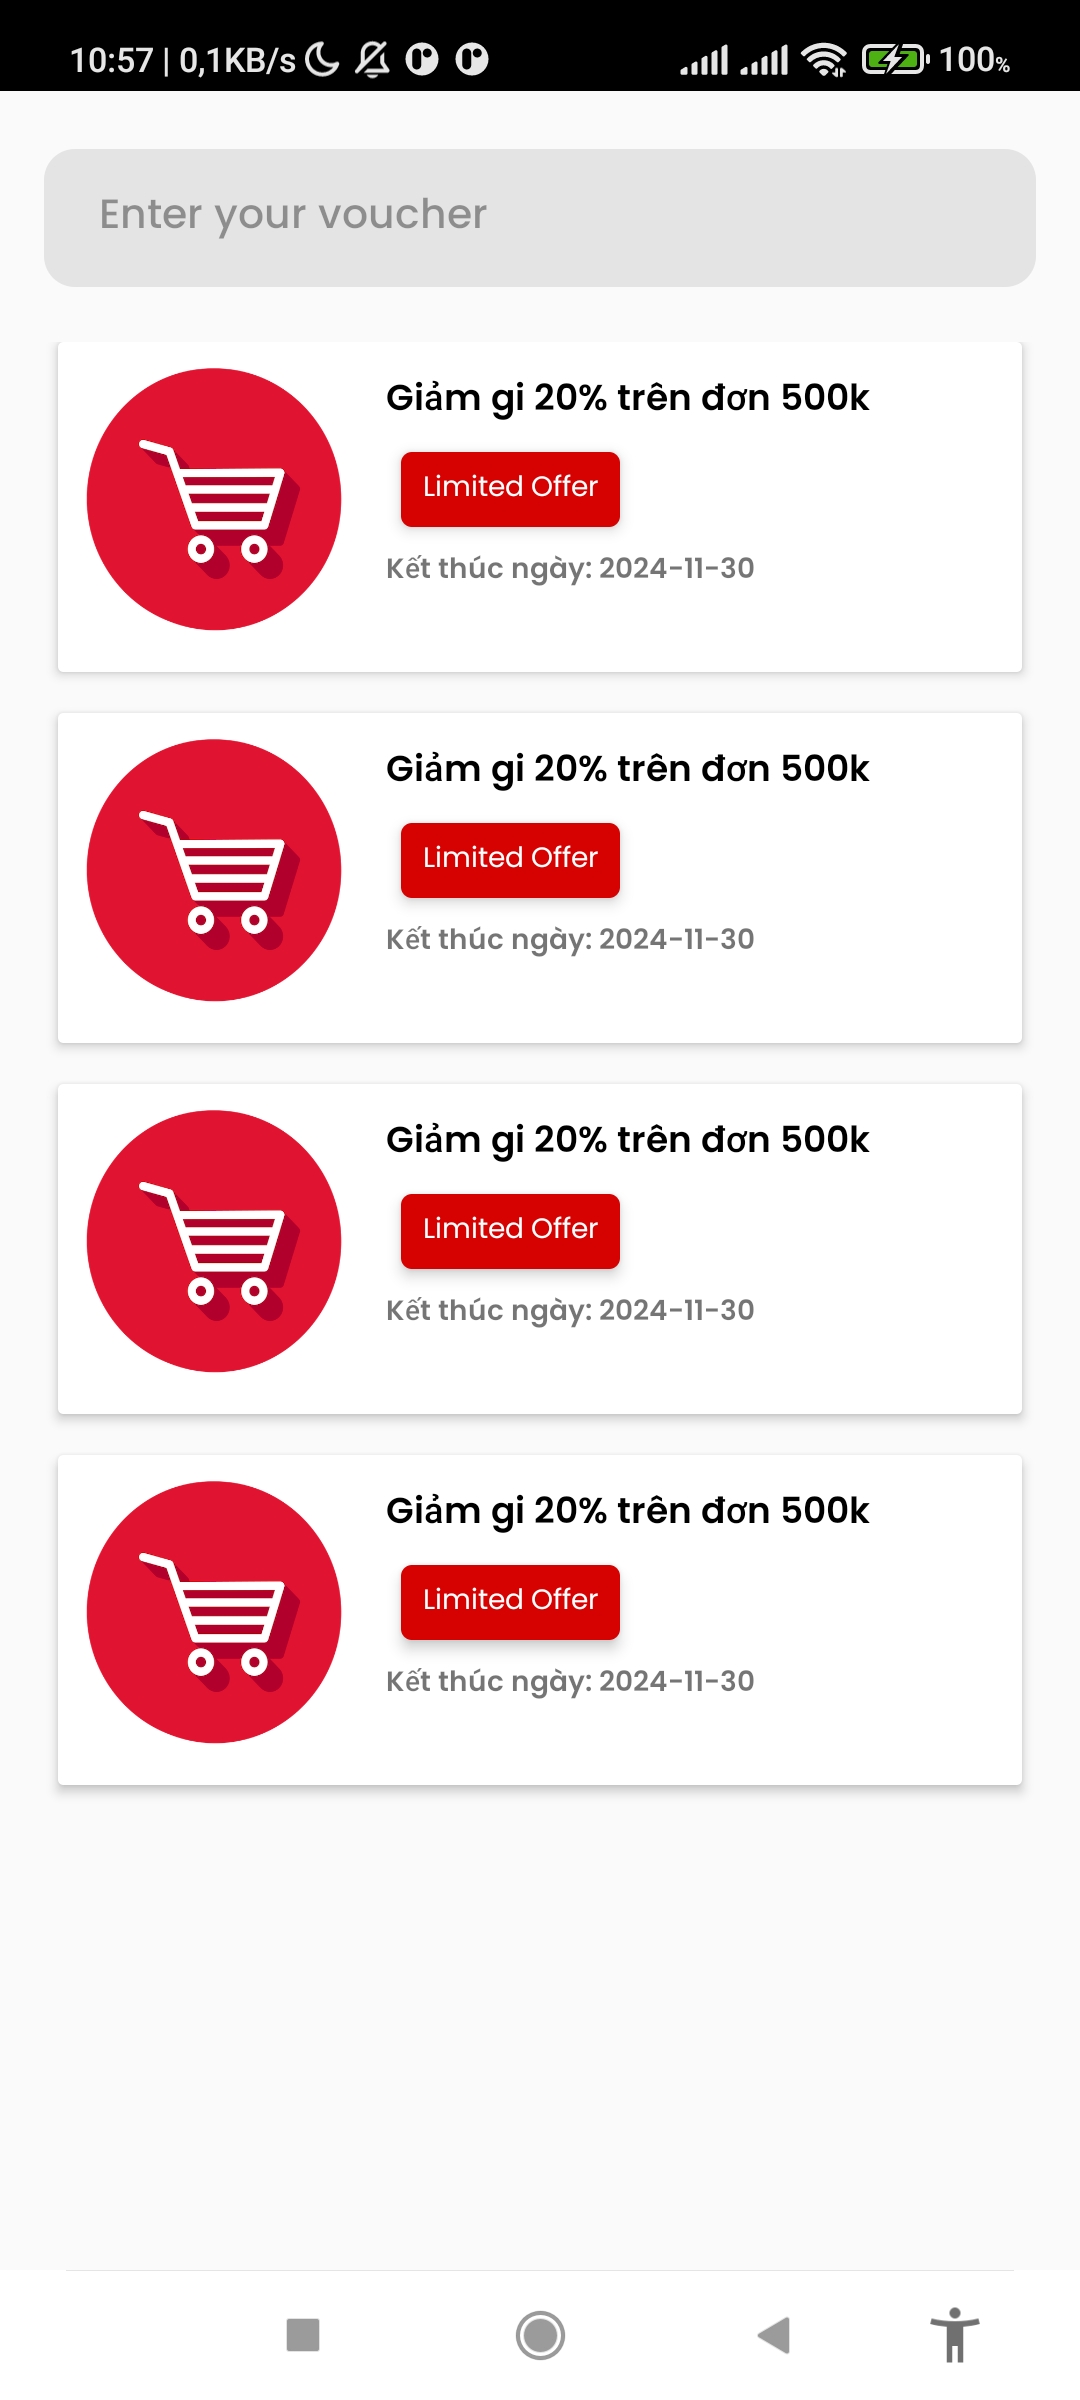 10:57 | 0,1KB/s 100%
Enter your voucher
Giảm gi 20% trên đơn 500k
Limited Offer
Kết thúc ngày: 2024-11-30
Giảm gi 20% trên đơn 500k
Limited Offer
Kết thúc ngày: 2024-11-30
Giảm gi 20% trên đơn 500k
Limited Offer
Kết thúc ngày: 2024-11-30
Giảm gi 20% trên đơn 500k
Limited Offer
Kết thúc ngày: 2024-11-30